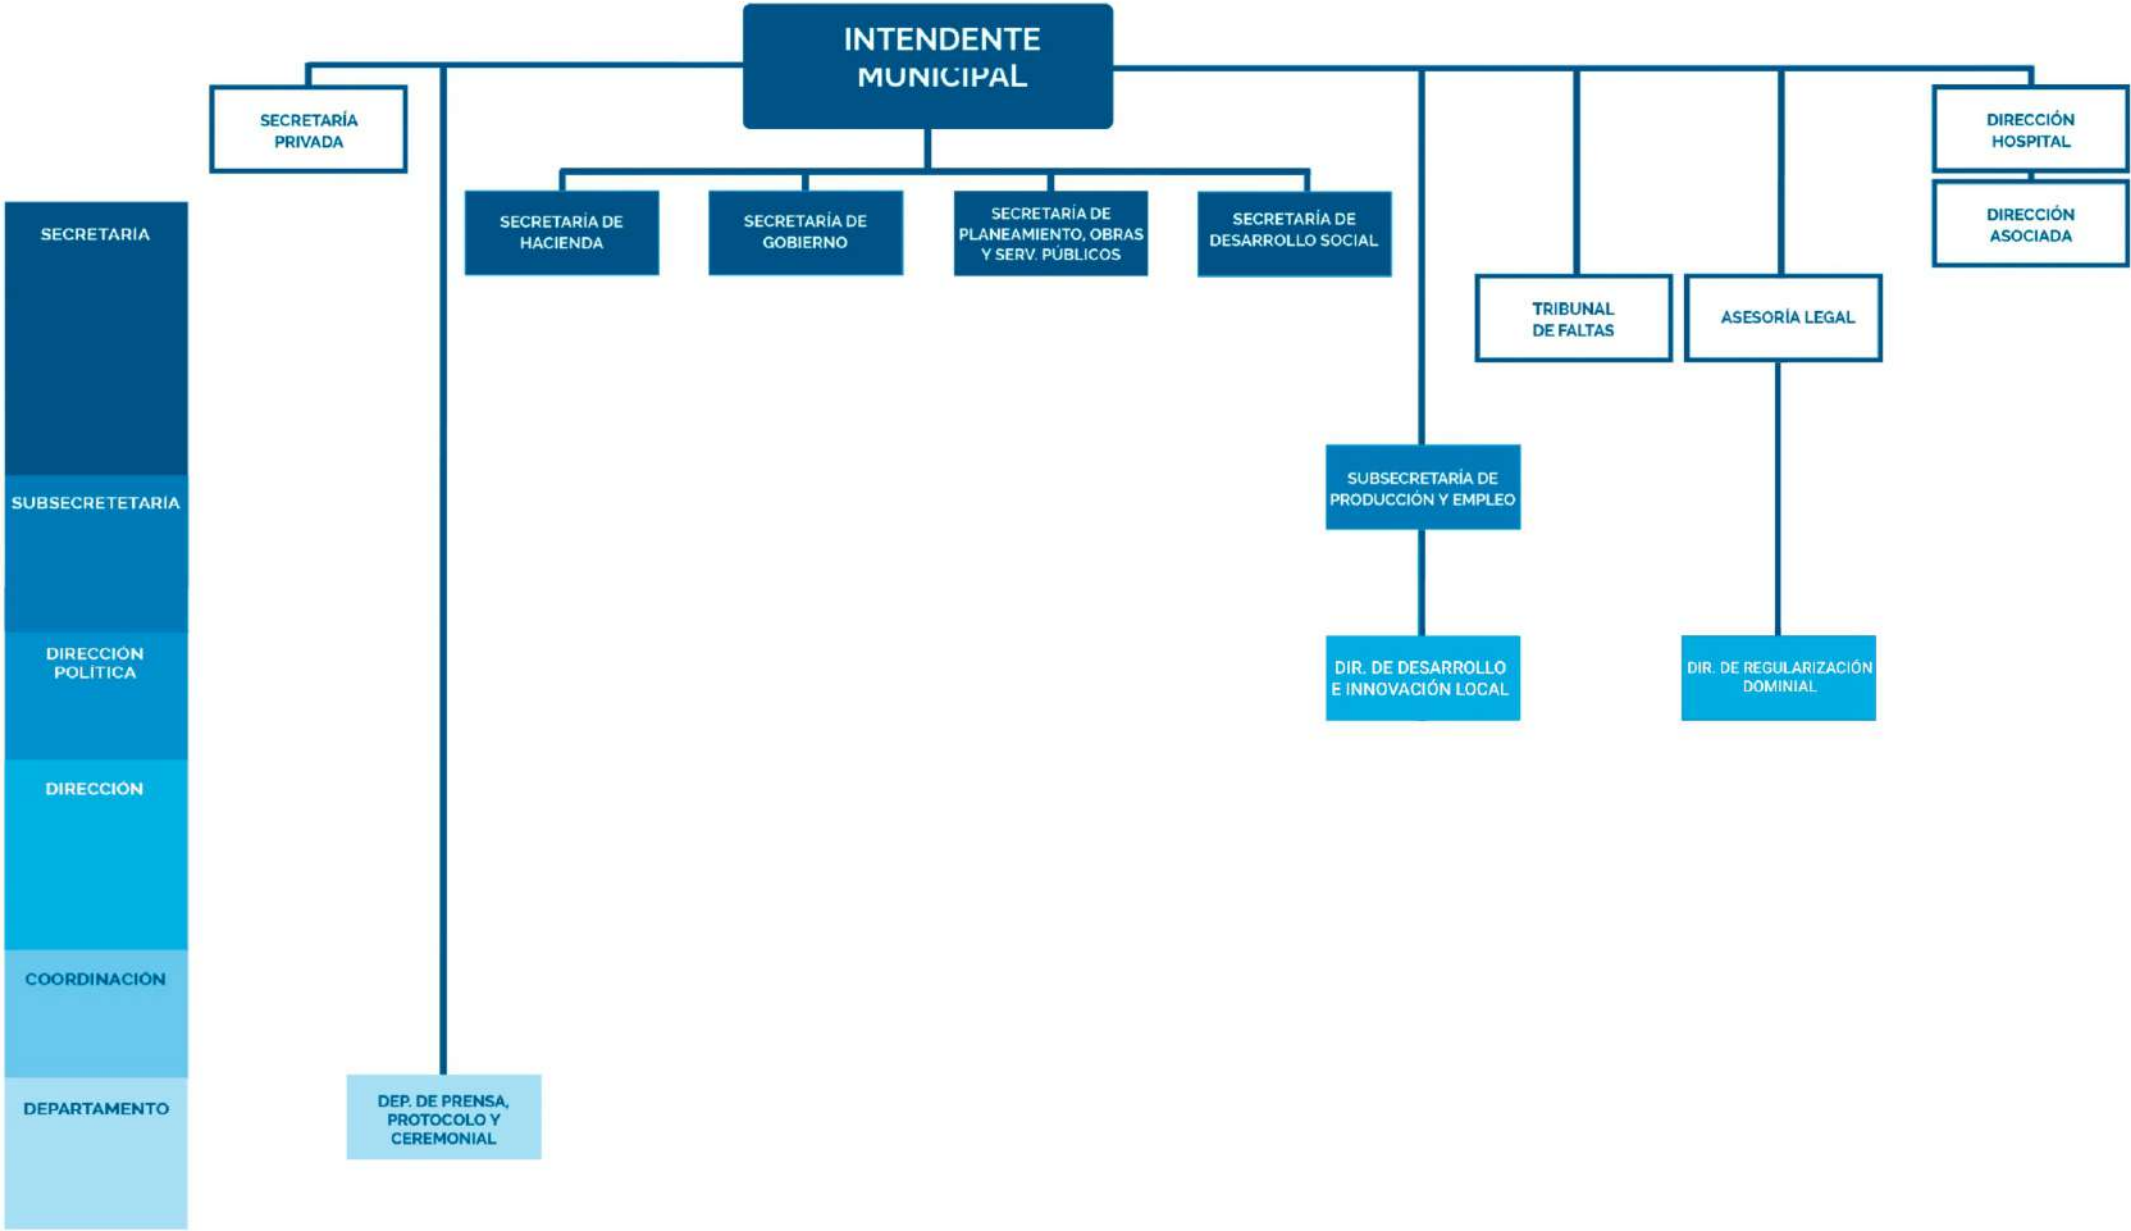 INTENDENTE
MUNICIPAL
SECRETARÍA
PRIVADA
DIRECCIÓN
HOSPITAL
DIRECCIÓN
ASOCIADA
SECRETARÍA DE
HACIENDA
SECRETARÍA DE
GOBIERNO
SECRETARÍA DE
PLANEAMIENTO, OBRAS
Y SERV. PÚBLICOS
SECRETARÍA DE
DESARROLLO SOCIAL
TRIBUNAL
DE FALTAS
ASESORÍA LEGAL
SECRETARÍA
SUBSECRETETARÍA
SUBSECRETARÍA DE
PRODUCCIÓN Y EMPLEO
DIRECCIÓN
POLÍTICA
DIR. DE DESARROLLO
E INNOVACIÓN LOCAL
DIR. DE REGULARIZACIÓN
DOMINIAL
DIRECCIÓN
COORDINACIÓN
DEPARTAMENTO
DEP. DE PRENSA,
PROTOCOLO Y
CEREMONIAL